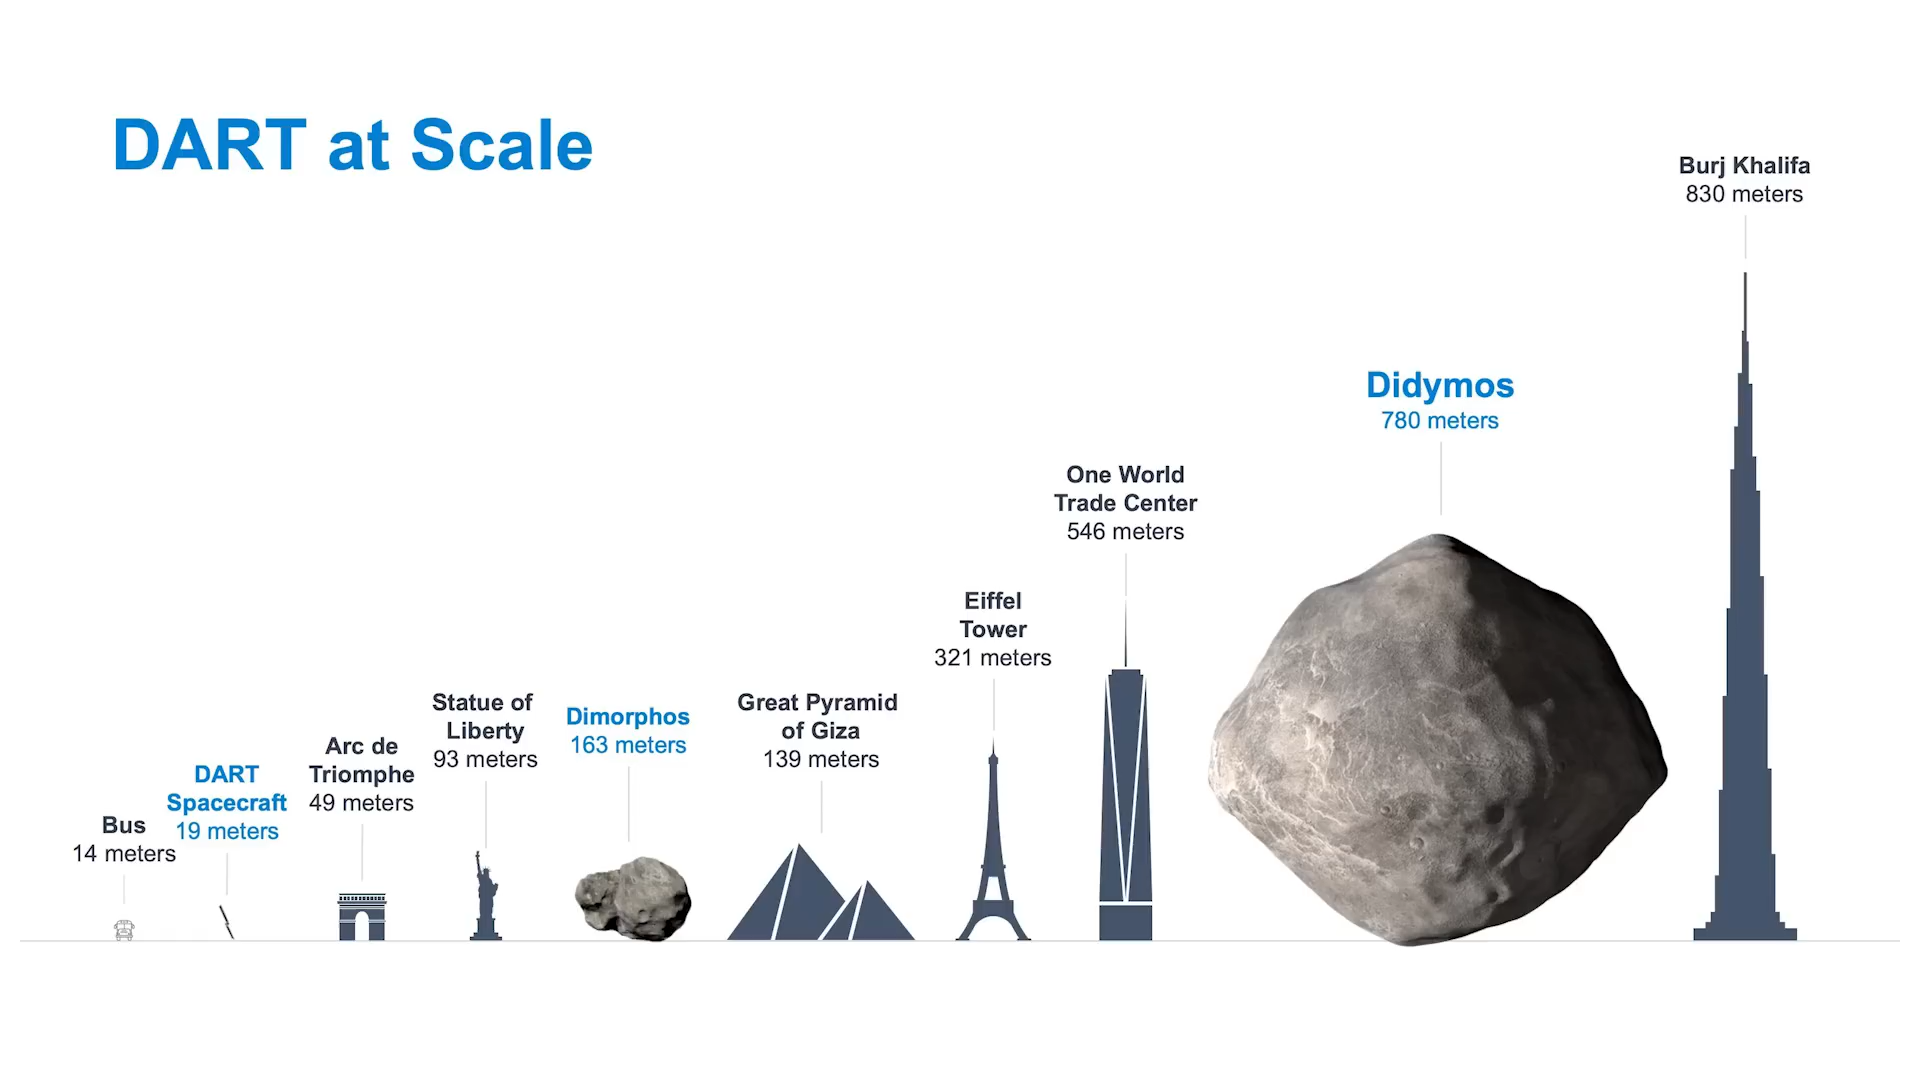 DART at Scale
Bus
14 meters
DART
Spacecraft
19 meters
Arc de
Triomphe
49 meters
Statue of
Liberty
93 meters
Dimorphos
163 meters
Great Pyramid
of Giza
139 meters
Eiffel
Tower
321 meters
One World
Trade Center
546 meters
Didymos
780 meters
Burj Khalifa
830 meters